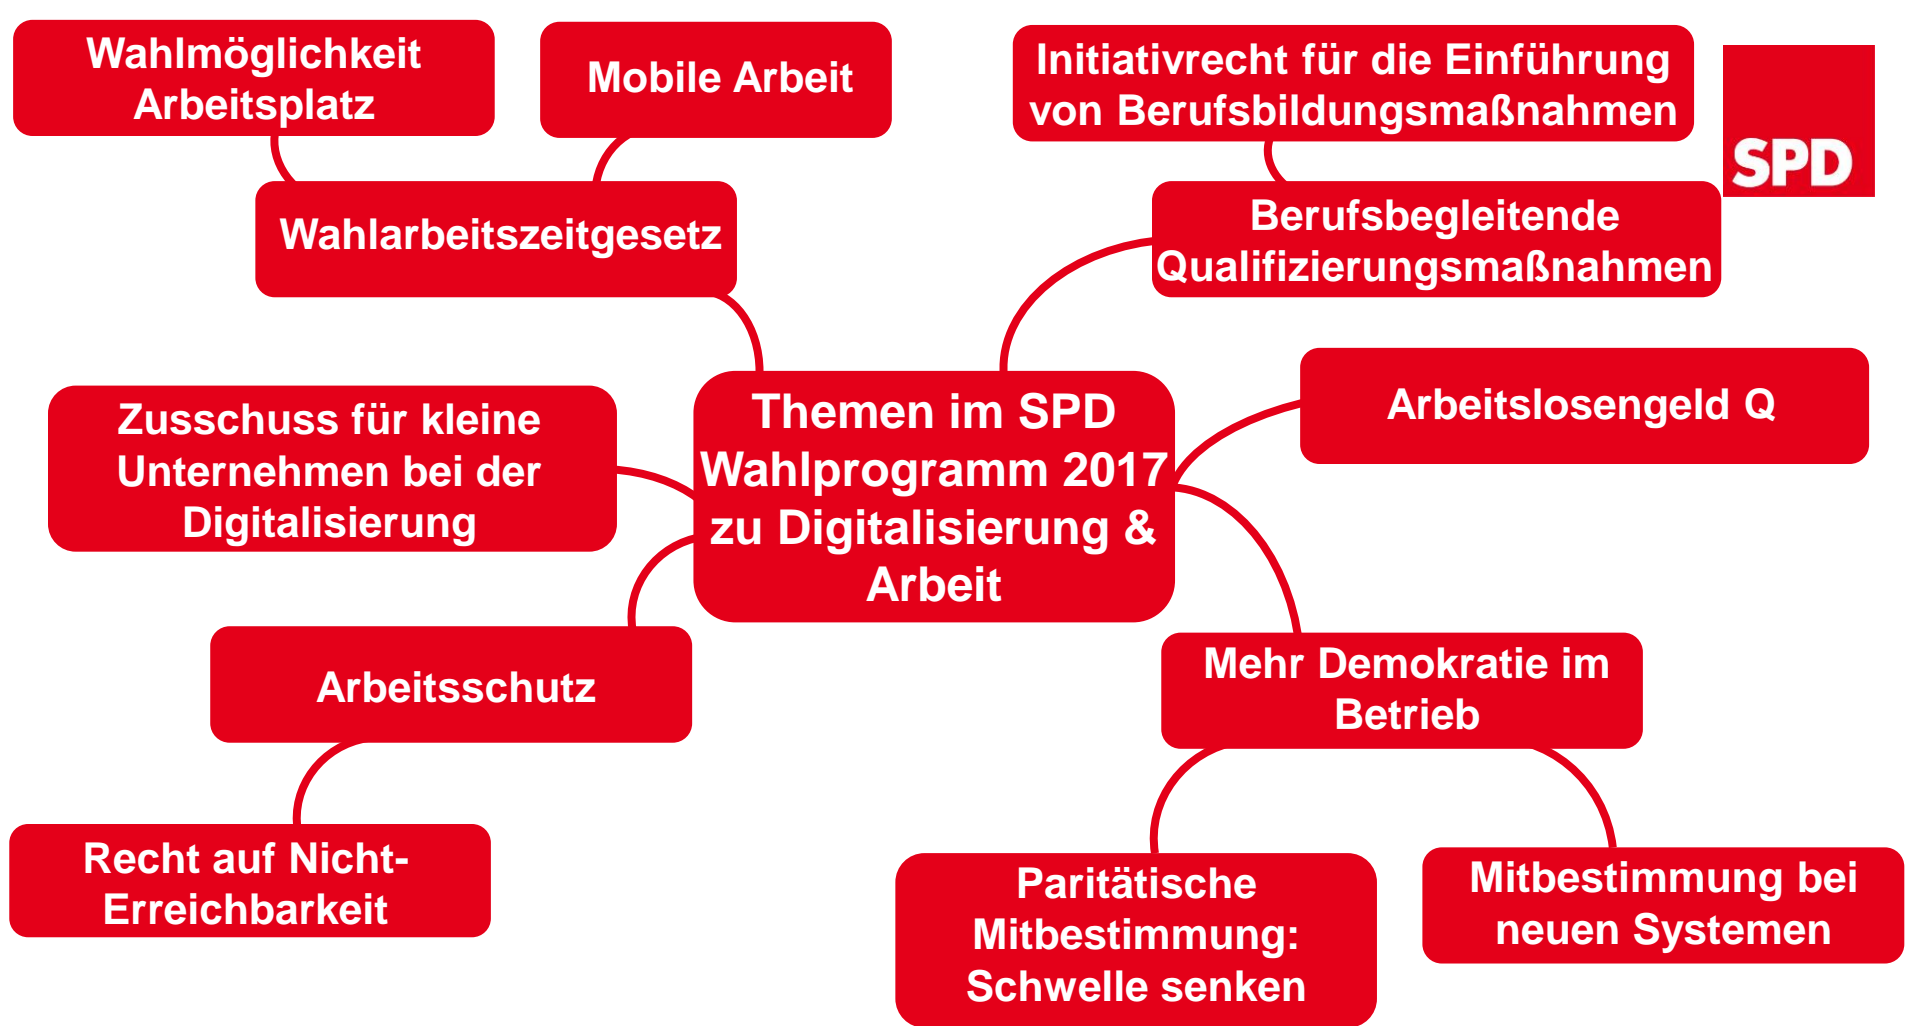 Wahlmöglichkeit
Arbeitsplatz
Mobile Arbeit
Initiativrecht für die Einführung
von Berufsbildungsmaßnahmen
SPD
Wahlarbeitszeitgesetz
Berufsbegleitende
Qualifizierungsmaßnahmen
Zusschuss für kleine
Unternehmen bei der
Digitalisierung
Themen im SPD
Wahlprogramm 2017
zu Digitalisierung &
Arbeit
Arbeitslosengeld Q
Arbeitsschutz
Mehr Demokratie im
Betrieb
Recht auf Nicht-
Erreichbarkeit
Paritätische
Mitbestimmung:
Schwelle senken
Mitbestimmung bei
neuen Systemen